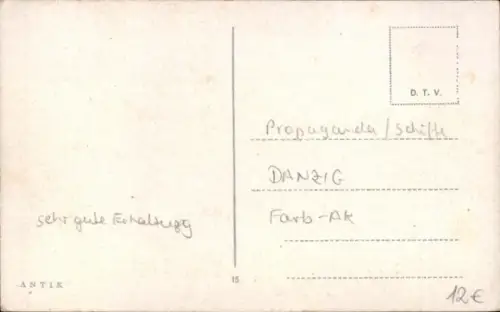 D. T. V.
Propaganda/Schiffe
DANZIG
sehr gute Erhaltung
Farb-AK
ANTIK
15
12€